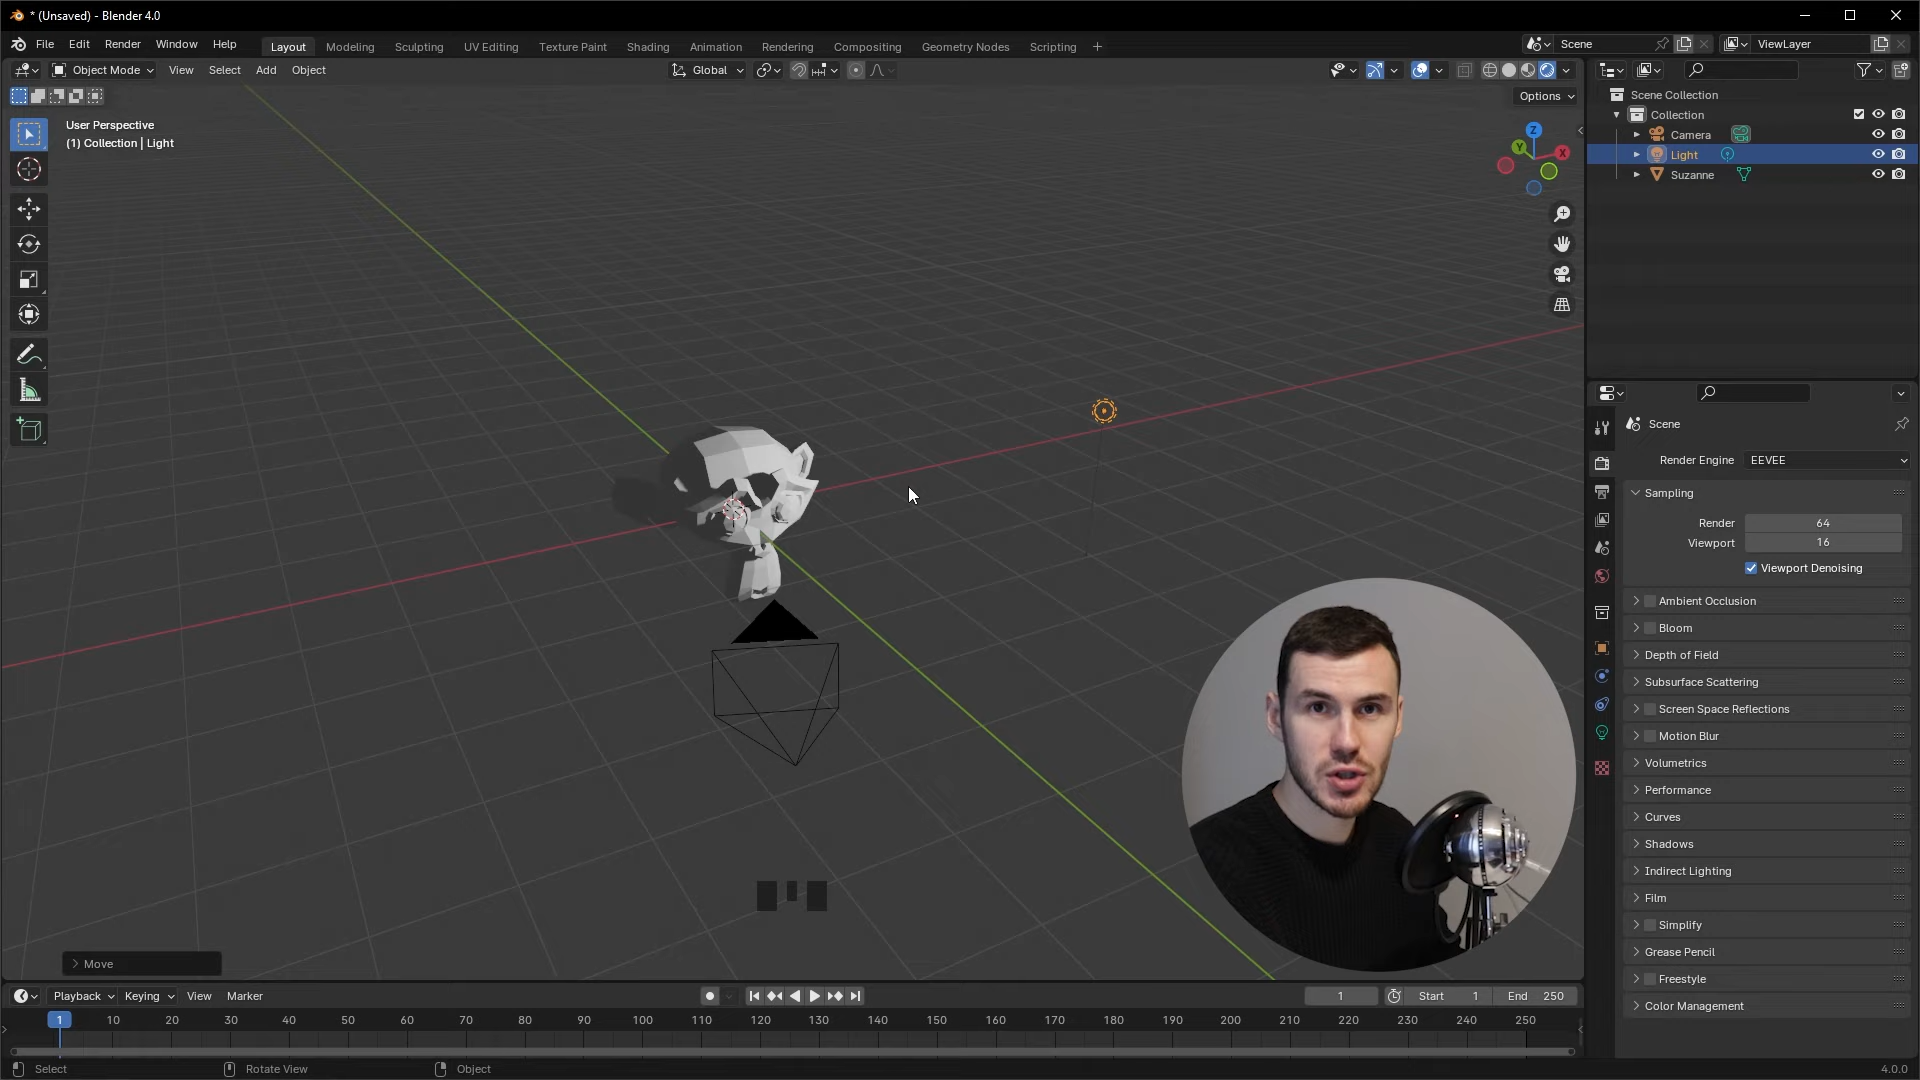 * (Unsaved) - Blender 4.0
File Edit Render Window Help Layout Modeling Sculpting UV Editing Texture Paint Shading Animation Rendering Compositing Geometry Nodes Scripting + Scene ViewLayer
Object Mode View Select Add Object Global
Options
User Perspective
(1) Collection | Light
Z
Y
X
Scene Collection
Collection
Camera
Light
Suzanne
Scene
Render Engine EEVEE
Sampling
Render 64
Viewport 16
Viewport Denoising
Ambient Occlusion
Bloom
Depth of Field
Subsurface Scattering
Screen Space Reflections
Motion Blur
Volumetrics
Performance
Curves
Shadows
Indirect Lighting
Film
Simplify
Grease Pencil
Freestyle
Color Management
Move
Playback Keying View Marker 1 Start 1 End 250
1 10 20 30 40 50 60 70 80 90 100 110 120 130 140 150 160 170 180 190 200 210 220 230 240 250
Select Rotate View Object 4.0.0